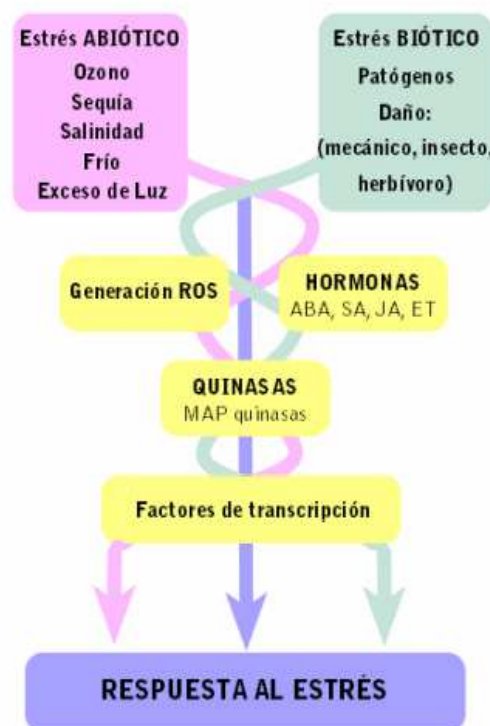 Estrés ABIÓTICO
Ozono
Sequía
Salinidad
Frío
Exceso de Luz
Estrés BIÓTICO
Patógenos
Daño:
(mecánico, insecto,
herbívoro)
Generación ROS
HORMONAS
ABA, SA, JA, ET
QUINASAS
MAP quinasas
Factores de transcripción
RESPUESTA AL ESTRÉS